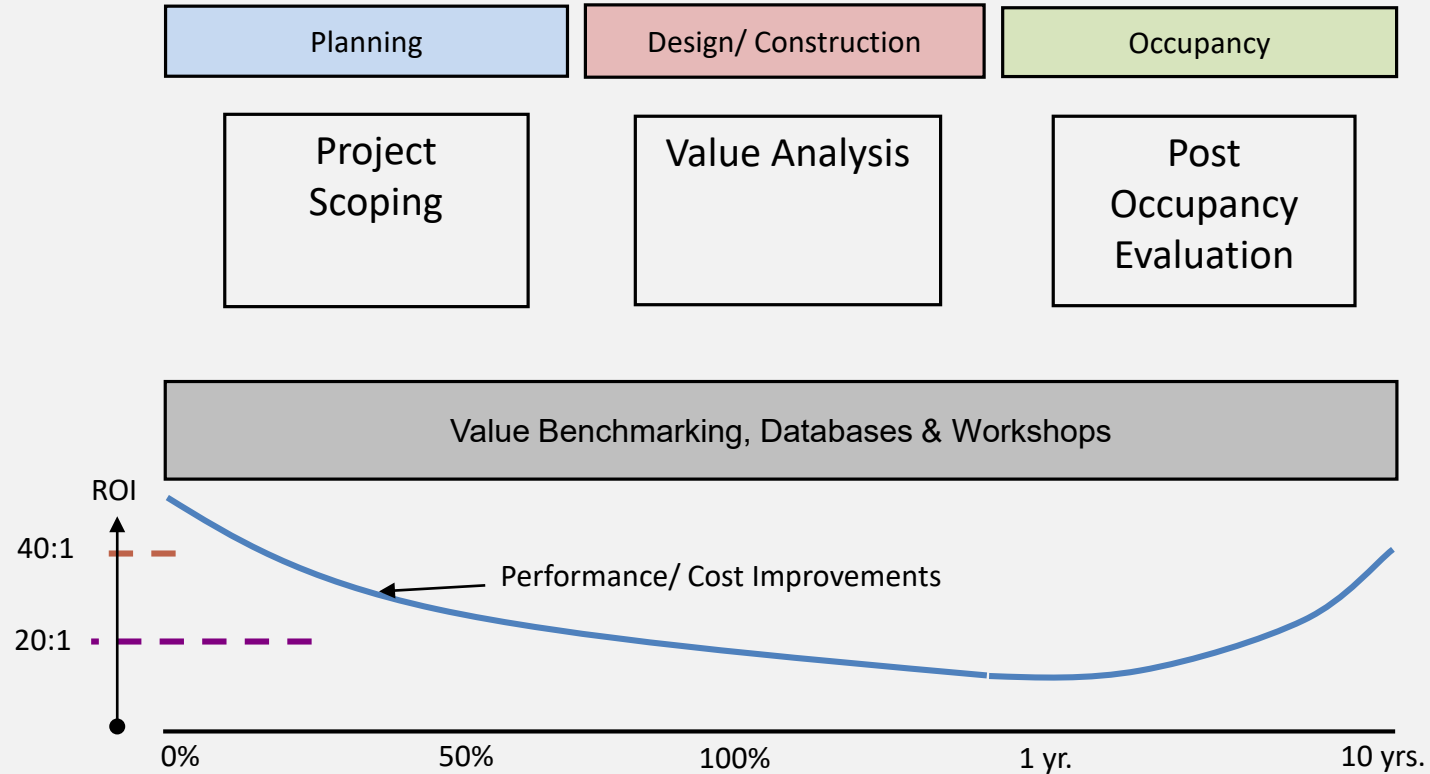 Planning
Design/ Construction
Occupancy
Project
Scoping
Value Analysis
Post
Occupancy
Evaluation
Value Benchmarking, Databases & Workshops
ROI
40:1
Performance/ Cost Improvements
20:1
0%
50%
100%
1 yr.
10 yrs.